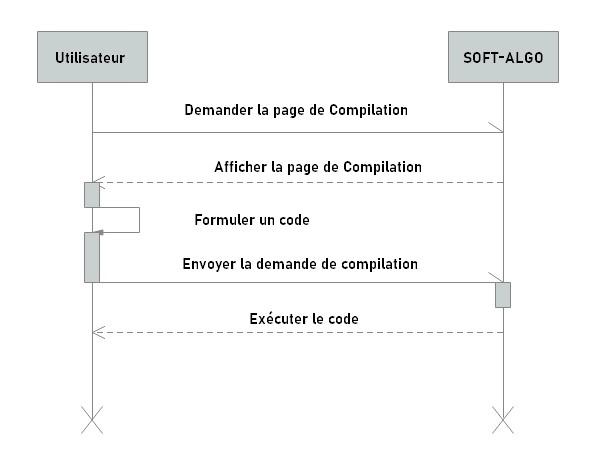 Utilisateur
SOFT-ALGO
Demander la page de Compilation
Afficher la page de Compilation
Formuler un code
Envoyer la demande de compilation
Exécuter le code